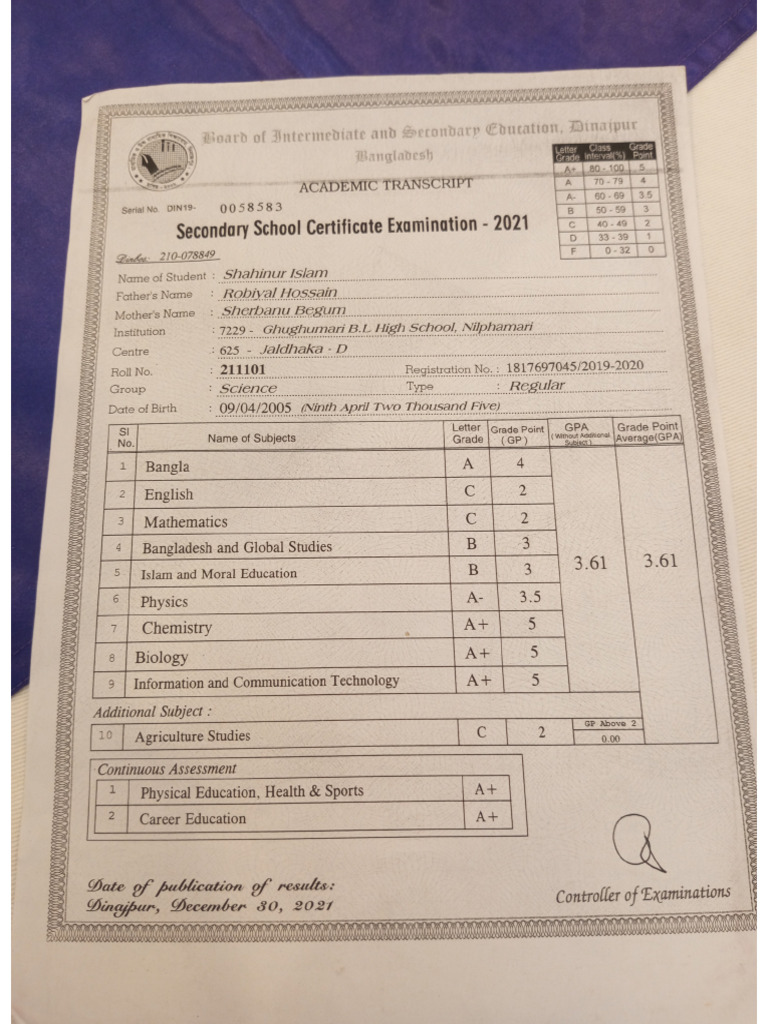 Board of Intermediate and Secondary Education, Dinajpur
Bangladesh
ACADEMIC TRANSCRIPT
Letter Grade Class Interval(%) Grade Point
A+ 80 - 100 5
A 70 - 79 4
A- 60 - 69 3.5
B 50 - 59 3
C 40 - 49 2
D 33 - 39 1
F 0 - 32 0
Serial No. DIN19- 0058583
Secondary School Certificate Examination - 2021
210-078849
Name of Student : Shahinur Islam
Father's Name : Robiyal Hossain
Mother's Name : Sherbanu Begum
Institution : 7229 - Ghughumari B.L High School, Nilphamari
Centre : 625 - Jaldhaka - D
Roll No. : 211101 Registration No. : 1817697045/2019-2020
Group : Science Type : Regular
Date of Birth : 09/04/2005 (Ninth April Two Thousand Five)
Sl No. Name of Subjects Letter Grade Grade Point (GP) GPA (Without Additional Subject) Grade Point Average(GPA)
1 Bangla A 4
2 English C 2
3 Mathematics C 2
4 Bangladesh and Global Studies B 3
5 Islam and Moral Education B 3
3.61 3.61
6 Physics A- 3.5
7 Chemistry A+ 5
8 Biology A+ 5
9 Information and Communication Technology A+ 5
Additional Subject :
10 Agriculture Studies C 2 GP Above 2
0.00
Continuous Assessment
1 Physical Education, Health & Sports A+
2 Career Education A+
Date of publication of results:
Dinajpur, December 30, 2021
Controller of Examinations